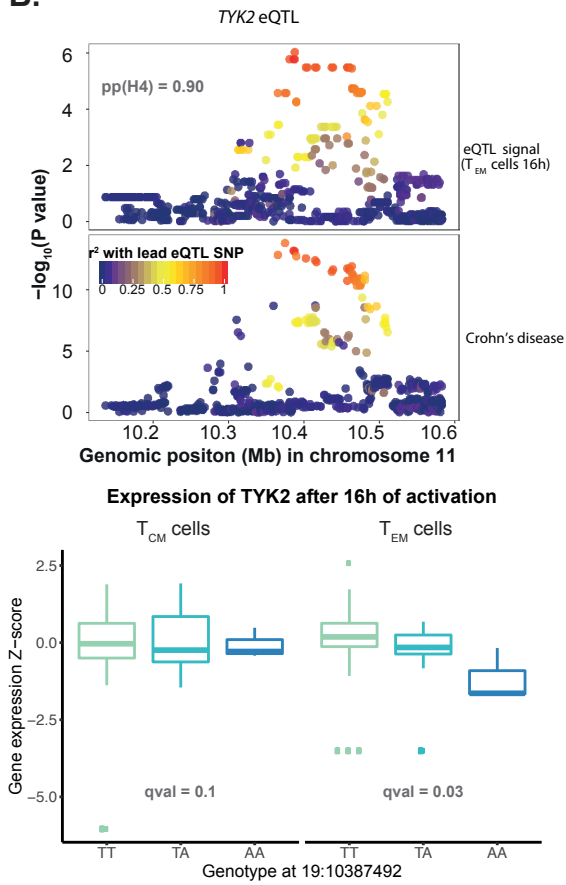 B.
TYK2 eQTL
pp(H4) = 0.90
6
4
2
0
eQTL signal
(T_EM cells 16h)
−log10(P value)
r² with lead eQTL SNP
0 0.25 0.5 0.75 1
10
5
0
Crohn's disease
10.2 10.3 10.4 10.5 10.6
Genomic positon (Mb) in chromosome 11
Expression of TYK2 after 16h of activation
T_CM cells T_EM cells
Gene expression Z−score
2.5
0.0
−2.5
−5.0
qval = 0.1 qval = 0.03
TT TA AA TT TA AA
Genotype at 19:10387492